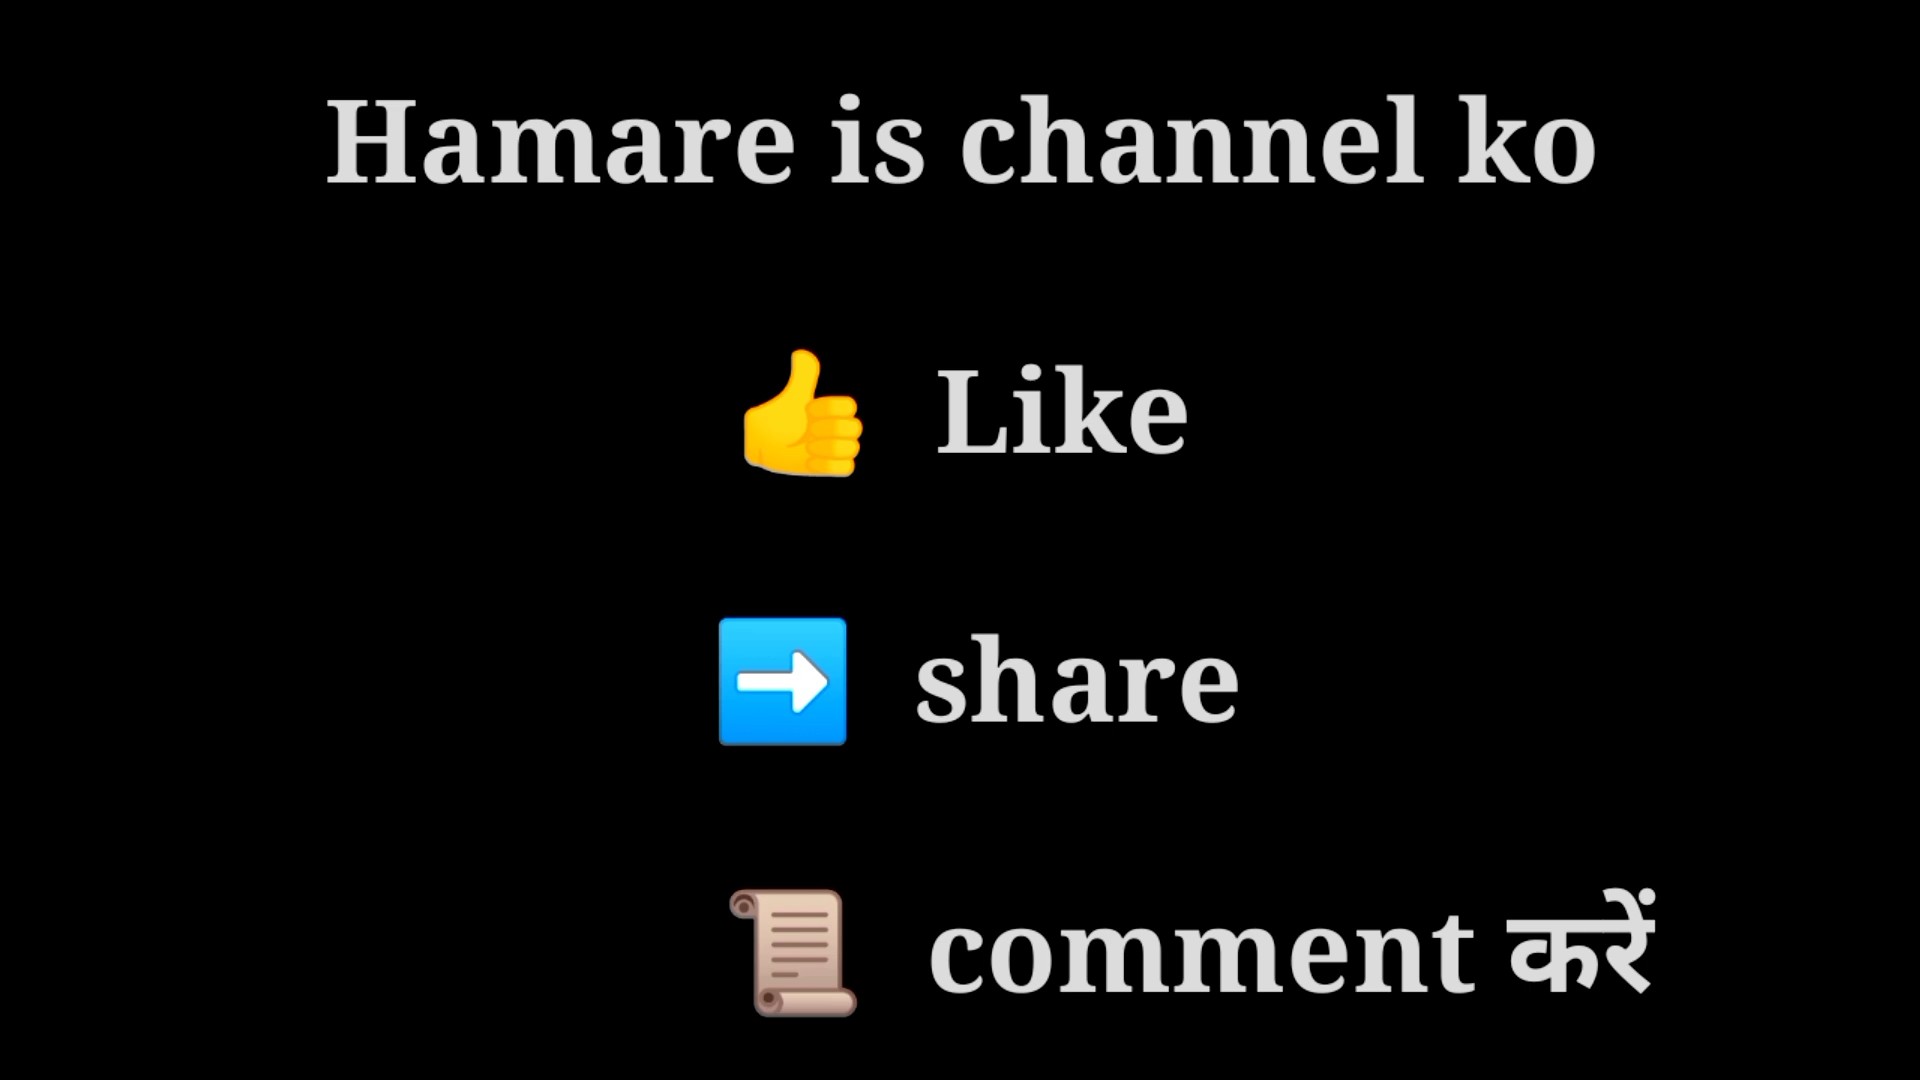 Hamare is channel ko
👍 Like
➡️ share
📜 comment करें